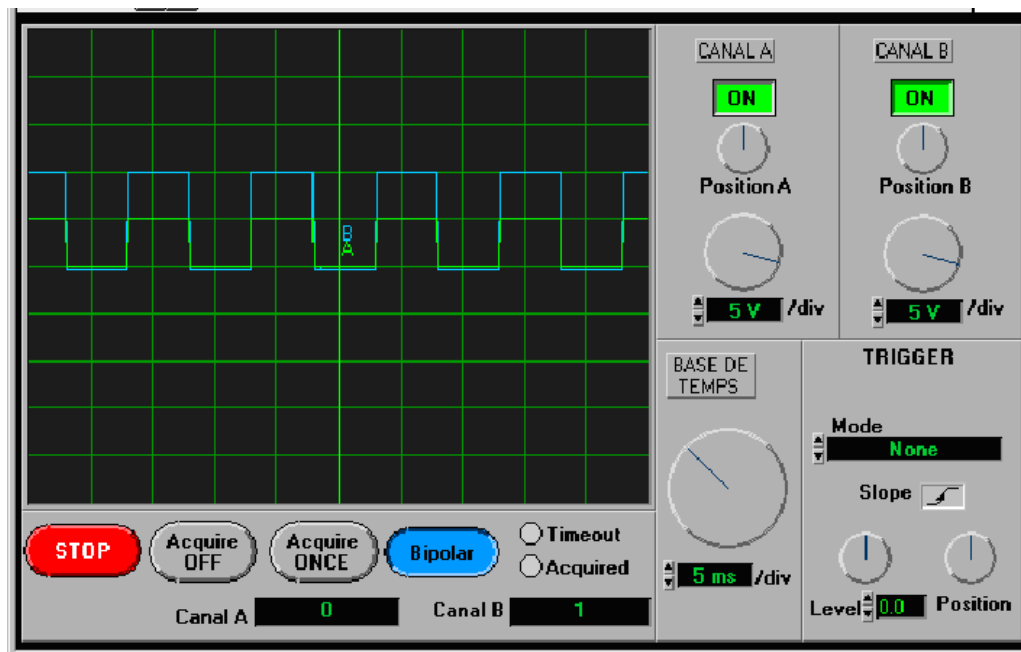 CANAL A
CANAL B
ON
ON
Position A
Position B
B
A
5 V /div
5 V /div
BASE DE
TEMPS
TRIGGER
Mode
None
Slope
STOP
Acquire
OFF
Acquire
ONCE
Bipolar
Timeout
Acquired
5 ms /div
Level 0.0 Position
Canal A 0
Canal B 1